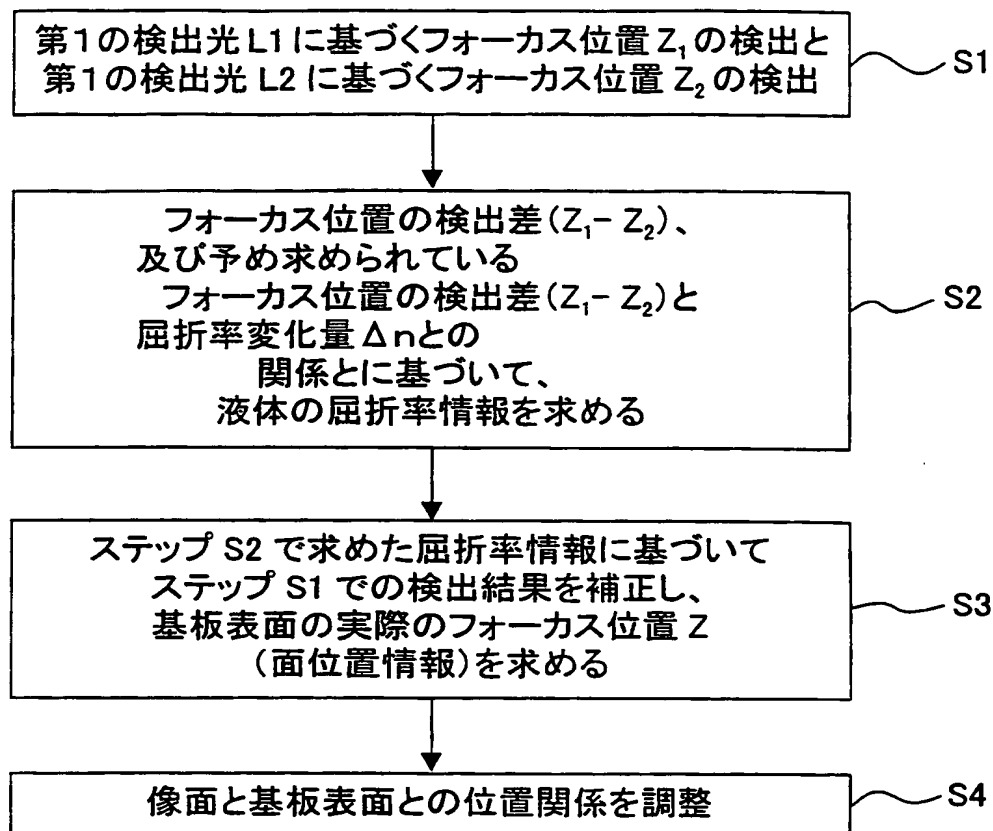 第1の検出光L1に基づくフォーカス位置Z₁の検出と
第1の検出光L2に基づくフォーカス位置Z₂の検出
S1
フォーカス位置の検出差(Z₁- Z₂)、
及び予め求められている
フォーカス位置の検出差(Z₁- Z₂)と
屈折率変化量Δnとの
関係とに基づいて、
液体の屈折率情報を求める
S2
ステップS2で求めた屈折率情報に基づいて
ステップS1での検出結果を補正し、
基板表面の実際のフォーカス位置Z
(面位置情報)を求める
S3
像面と基板表面との位置関係を調整
S4